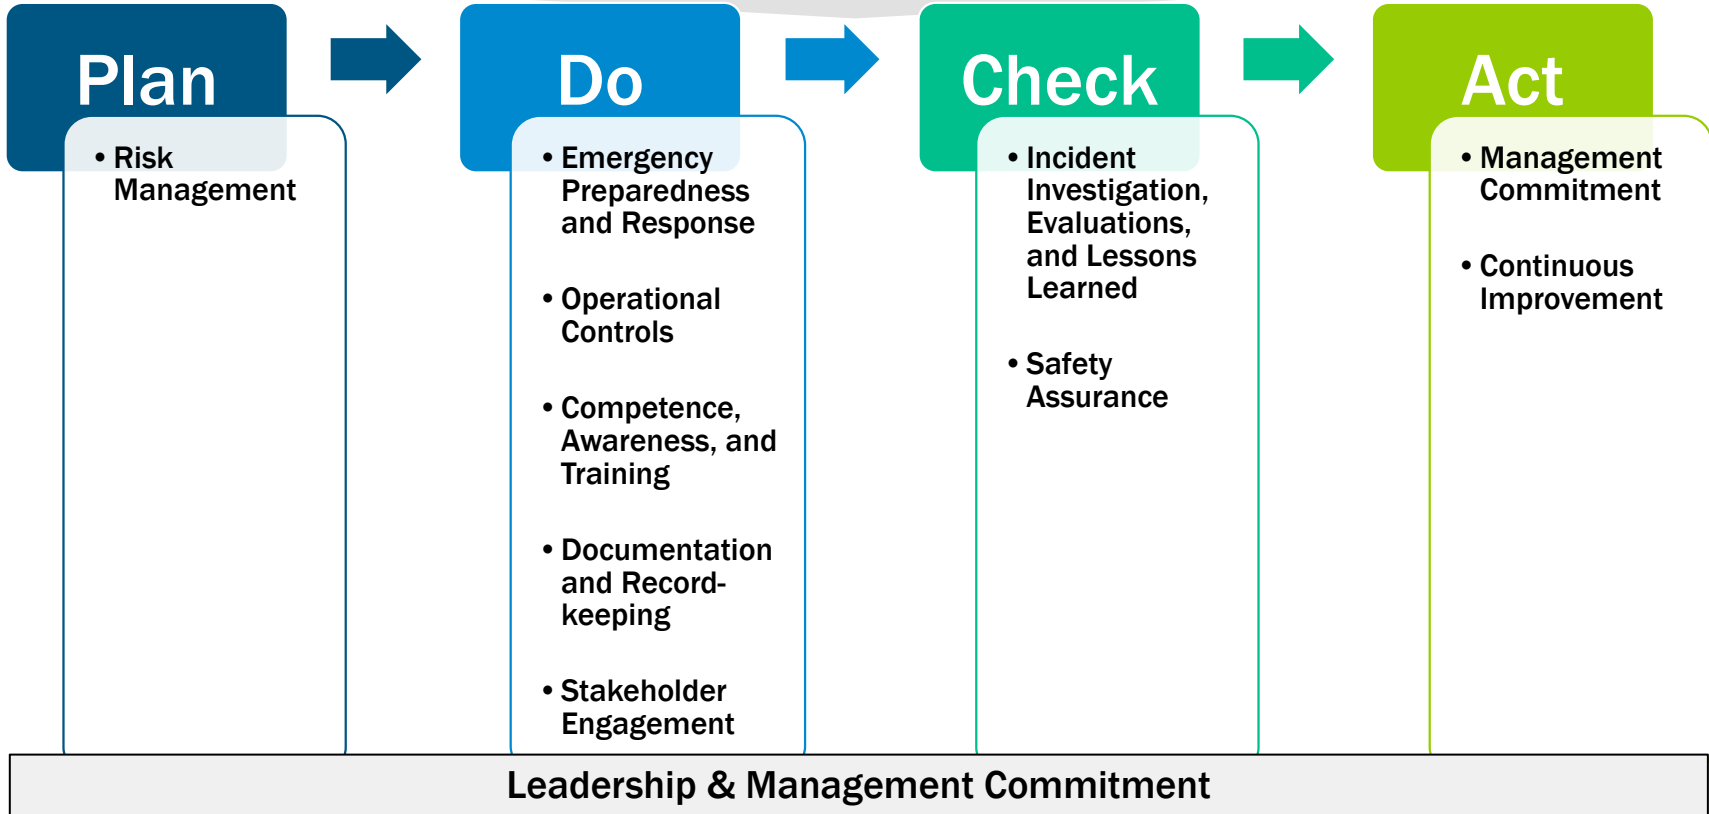 Plan
• Risk
Management
Do
• Emergency
Preparedness
and Response
• Operational
Controls
• Competence,
Awareness, and
Training
• Documentation
and Record-
keeping
• Stakeholder
Engagement
Check
• Incident
Investigation,
Evaluations,
and Lessons
Learned
• Safety
Assurance
Act
• Management
Commitment
• Continuous
Improvement
Leadership & Management Commitment